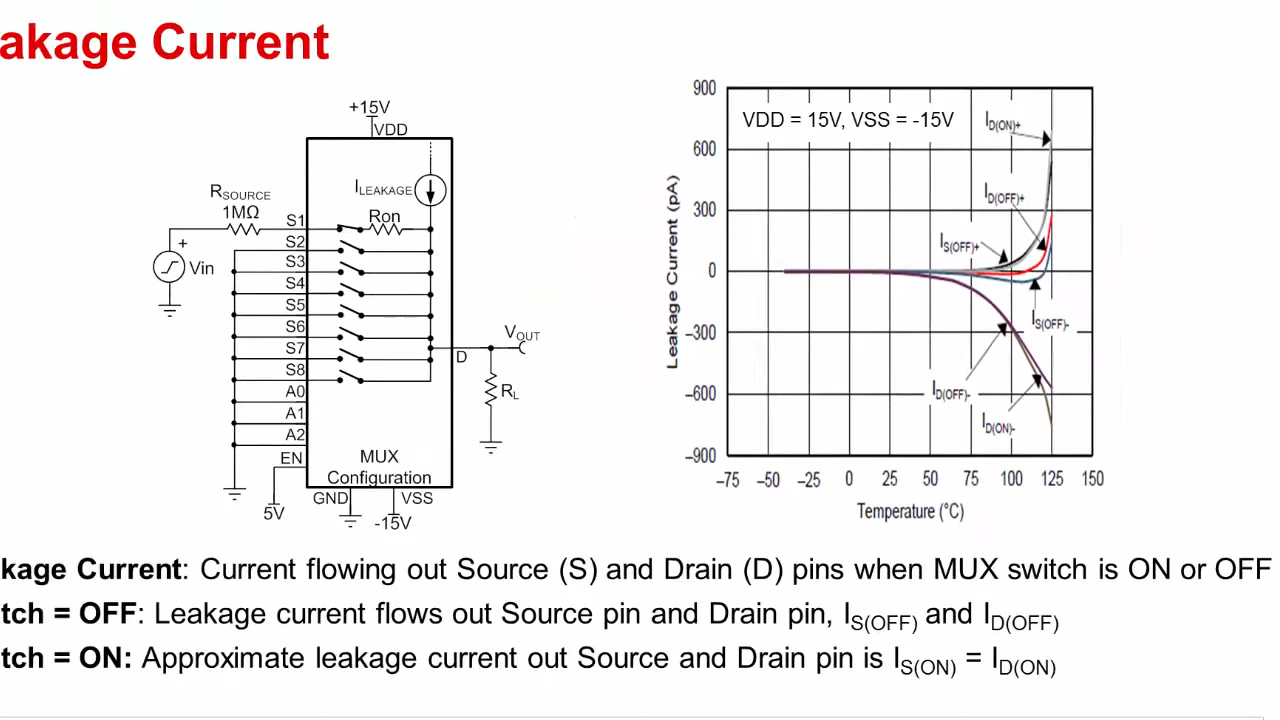 akage Current
+15V
VDD
ILEAKAGE
RSOURCE
1MΩ
Ron
S1
S2
S3
S4
S5
S6
S7
S8
A0
A1
A2
EN
+
Vin
VOUT
D
RL
MUX
Configuration
GND
VSS
5V
-15V
900
600
300
0
–300
–600
–900
VDD = 15V, VSS = -15V
ID(ON)+
ID(OFF)+
IS(OFF)+
IS(OFF)-
ID(OFF)-
ID(ON)-
Leakage Current (pA)
–75 –50 –25 0 25 50 75 100 125 150
Temperature (°C)
kage Current: Current flowing out Source (S) and Drain (D) pins when MUX switch is ON or OFF
tch = OFF: Leakage current flows out Source pin and Drain pin, IS(OFF) and ID(OFF)
tch = ON: Approximate leakage current out Source and Drain pin is IS(ON) = ID(ON)